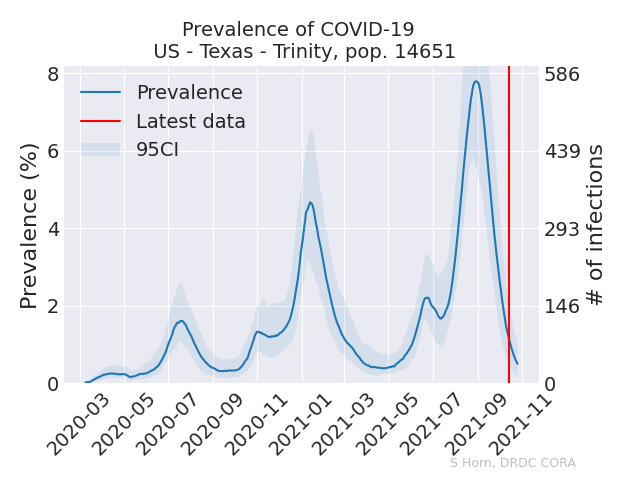 Prevalence of COVID-19
US - Texas - Trinity, pop. 14651
Prevalence
Latest data
95CI
Prevalence (%)
8
6
4
2
0
586
439
293
146
0
# of infections
2020-03
2020-05
2020-07
2020-09
2020-11
2021-01
2021-03
2021-05
2021-07
2021-09
2021-11
S Horn, DRDC CORA